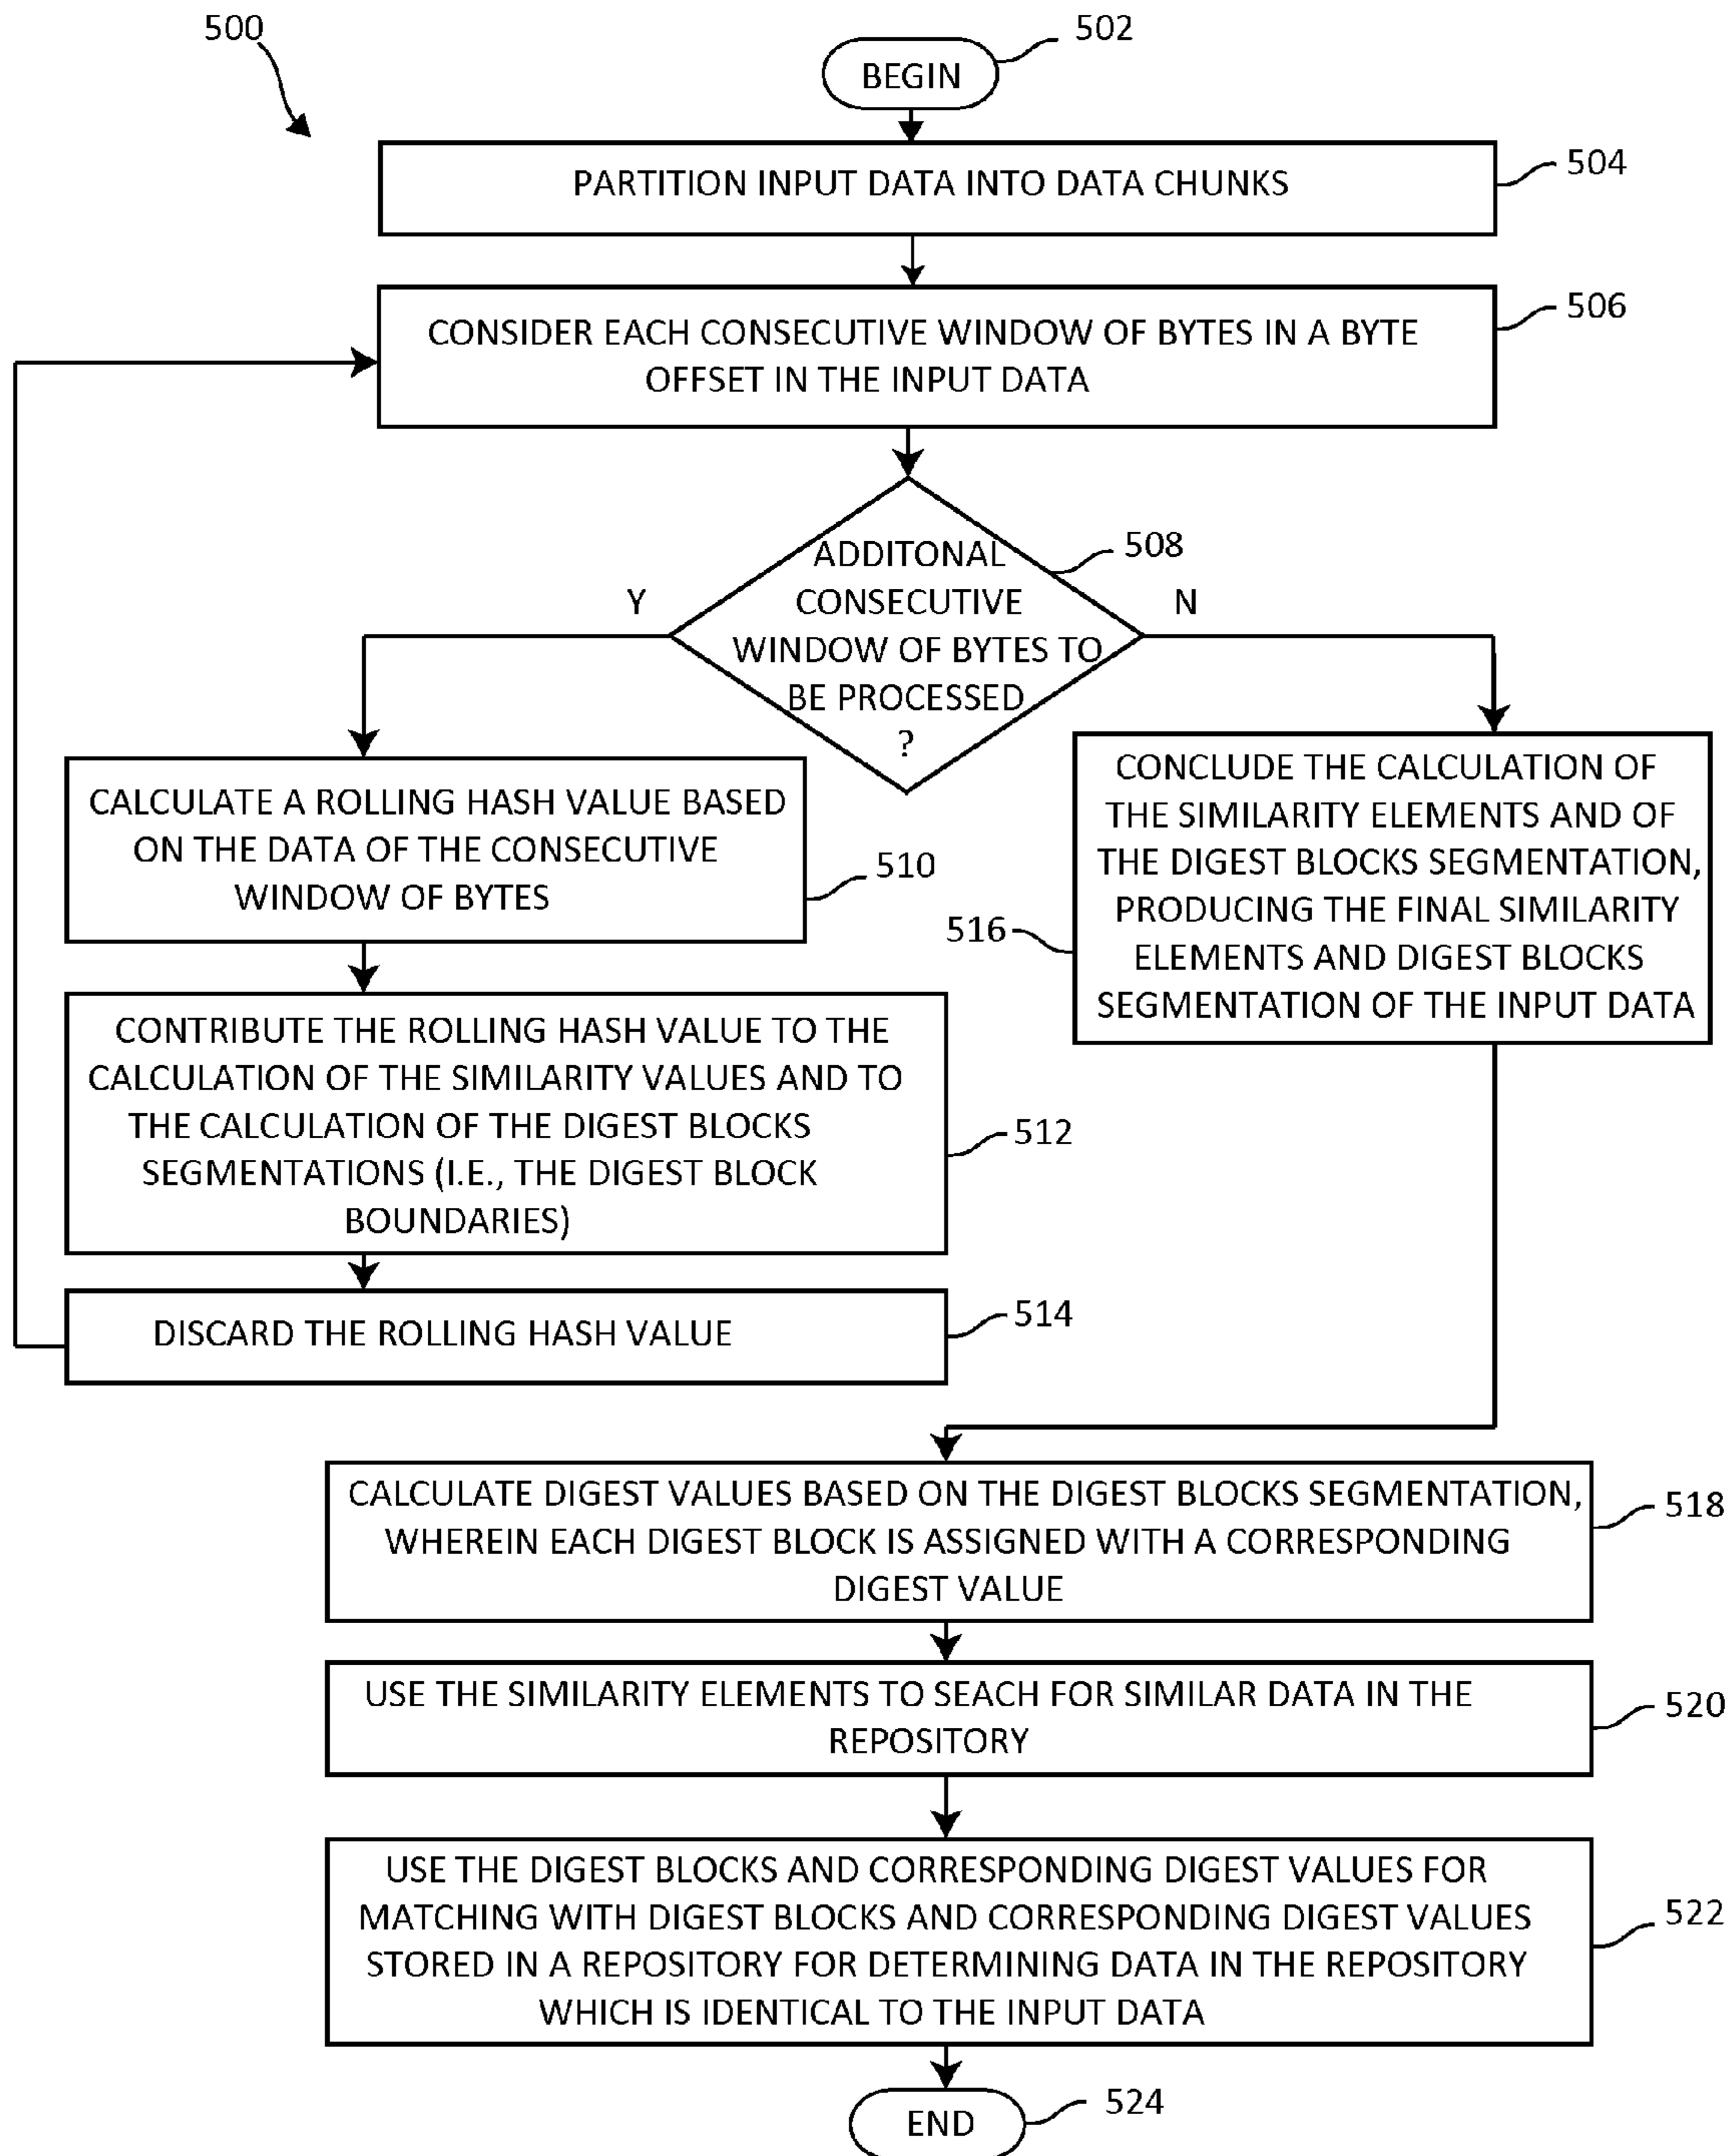 500
502
BEGIN
504
PARTITION INPUT DATA INTO DATA CHUNKS
506
CONSIDER EACH CONSECUTIVE WINDOW OF BYTES IN A BYTE
OFFSET IN THE INPUT DATA
508
ADDITONAL
CONSECUTIVE
WINDOW OF BYTES TO
BE PROCESSED
?
Y
N
CALCULATE A ROLLING HASH VALUE BASED
ON THE DATA OF THE CONSECUTIVE
WINDOW OF BYTES
510
CONTRIBUTE THE ROLLING HASH VALUE TO THE
CALCULATION OF THE SIMILARITY VALUES AND TO
THE CALCULATION OF THE DIGEST BLOCKS
SEGMENTATIONS (I.E., THE DIGEST BLOCK
BOUNDARIES)
512
DISCARD THE ROLLING HASH VALUE
514
CONCLUDE THE CALCULATION OF
THE SIMILARITY ELEMENTS AND OF
THE DIGEST BLOCKS SEGMENTATION,
PRODUCING THE FINAL SIMILARITY
ELEMENTS AND DIGEST BLOCKS
SEGMENTATION OF THE INPUT DATA
516
CALCULATE DIGEST VALUES BASED ON THE DIGEST BLOCKS SEGMENTATION,
WHEREIN EACH DIGEST BLOCK IS ASSIGNED WITH A CORRESPONDING
DIGEST VALUE
518
USE THE SIMILARITY ELEMENTS TO SEACH FOR SIMILAR DATA IN THE
REPOSITORY
520
USE THE DIGEST BLOCKS AND CORRESPONDING DIGEST VALUES FOR
MATCHING WITH DIGEST BLOCKS AND CORRESPONDING DIGEST VALUES
STORED IN A REPOSITORY FOR DETERMINING DATA IN THE REPOSITORY
WHICH IS IDENTICAL TO THE INPUT DATA
522
END
524